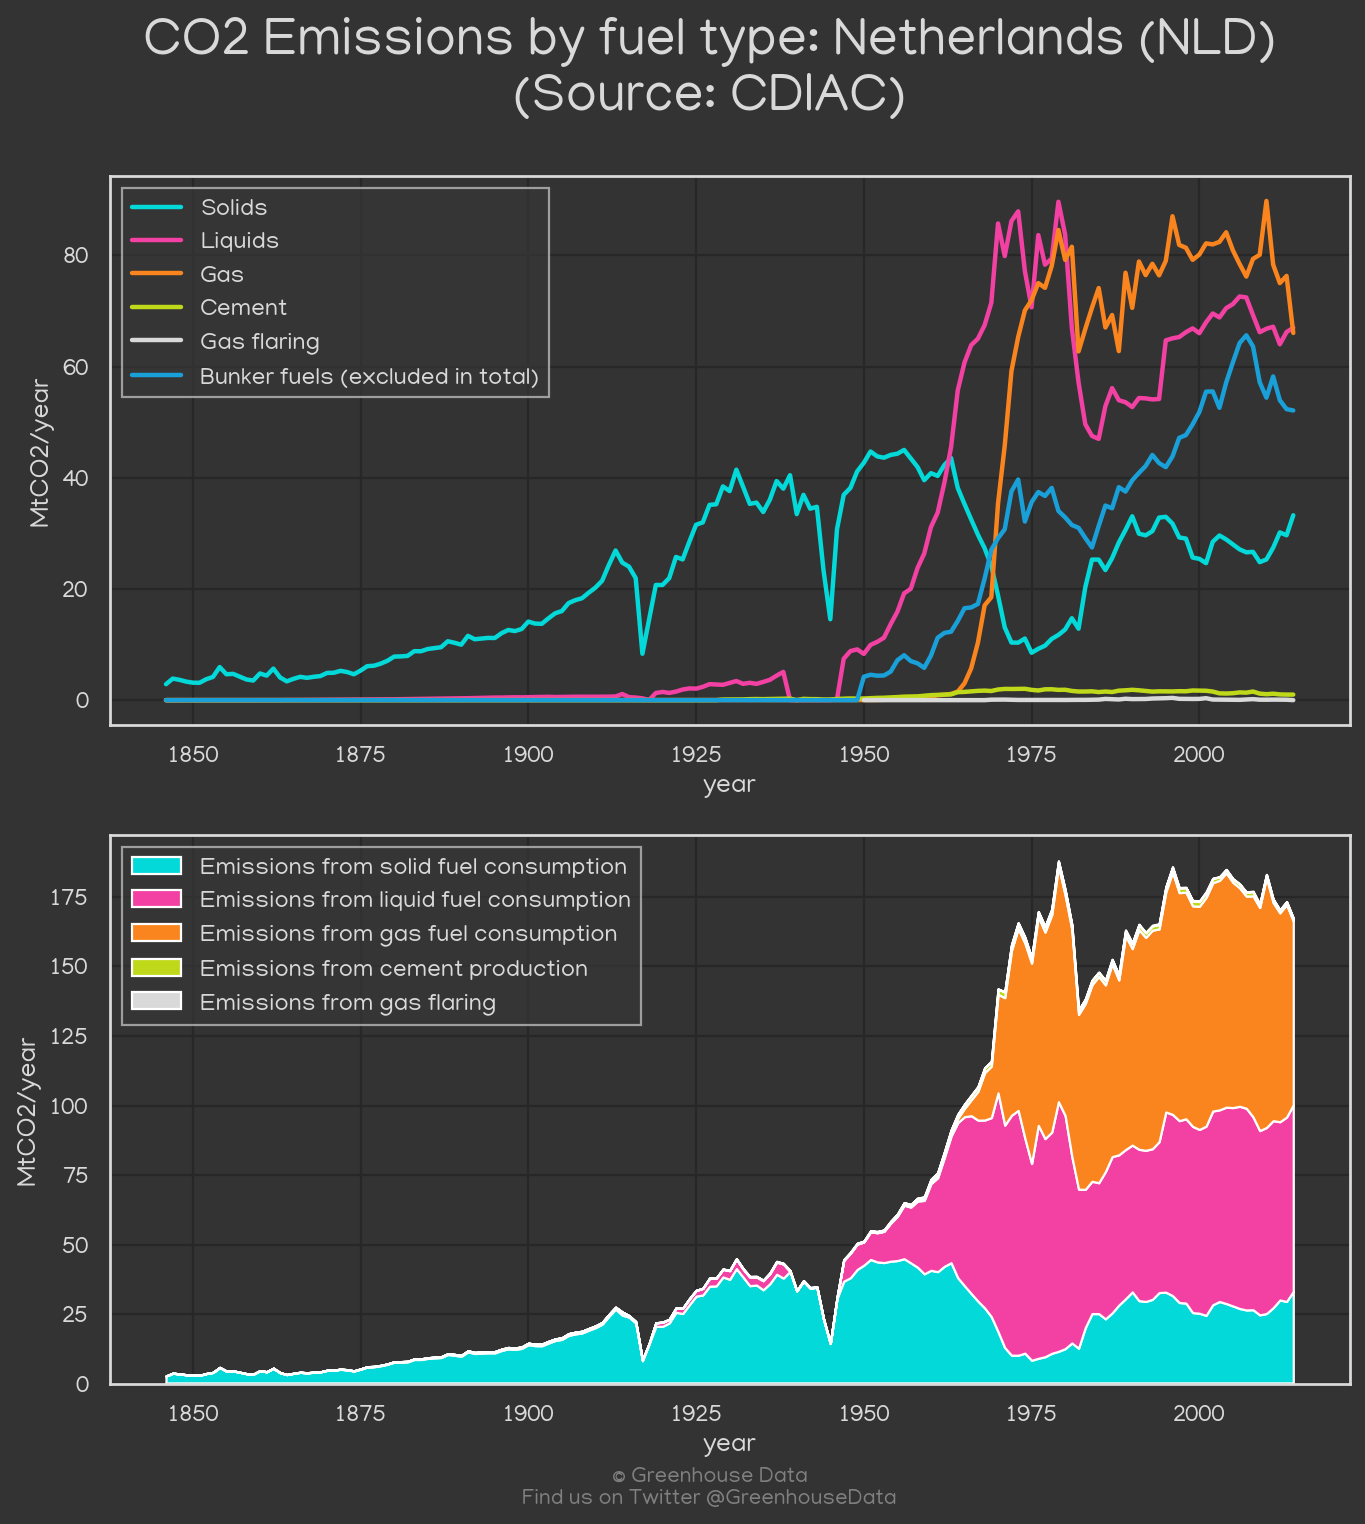 CO2 Emissions by fuel type: Netherlands (NLD)
(Source: CDIAC)
Solids
Liquids
Gas
Cement
Gas flaring
Bunker fuels (excluded in total)
MtCO2/year
80
60
40
20
0
1850 1875 1900 1925 1950 1975 2000
year
Emissions from solid fuel consumption
Emissions from liquid fuel consumption
Emissions from gas fuel consumption
Emissions from cement production
Emissions from gas flaring
MtCO2/year
175
150
125
100
75
50
25
0
1850 1875 1900 1925 1950 1975 2000
year
© Greenhouse Data
Find us on Twitter @GreenhouseData